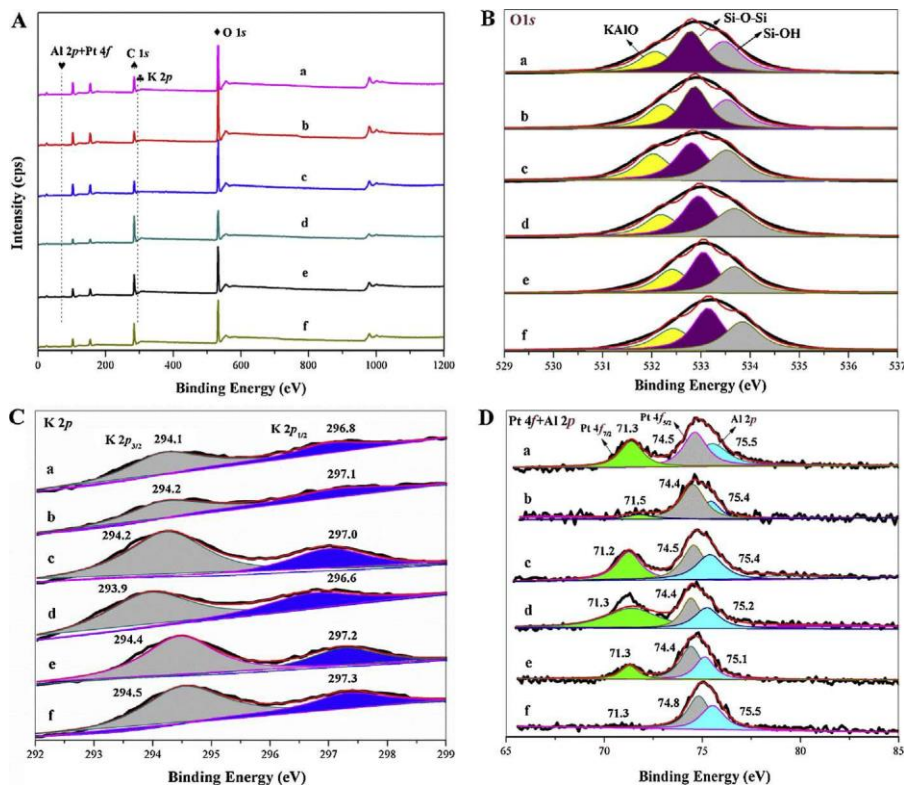 A
Al 2p+Pt 4f
C 1s
K 2p
O 1s
a
b
c
d
e
f
Intensity (cps)
0 200 400 600 800 1000 1200
Binding Energy (eV)
B
O1s
KAlO
Si-O-Si
Si-OH
a
b
c
d
e
f
529 530 531 532 533 534 535 536 537
Binding Energy (eV)
C
K 2p
K 2p3/2
294.1
K 2p1/2
296.8
a
294.2
297.1
b
294.2
297.0
c
293.9
296.6
d
294.4
297.2
e
294.5
297.3
f
292 293 294 295 296 297 298 299
Binding Energy (eV)
D
Pt 4f+Al 2p
Pt 4f7/2
71.3
Pt 4f5/2
74.5
Al 2p
75.5
a
74.4
b
71.5
75.4
71.2
74.5
c
75.4
74.4
d
71.3
75.2
74.4
e
71.3
75.1
f
71.3
74.8
75.5
65 70 75 80 85
Binding Energy (eV)